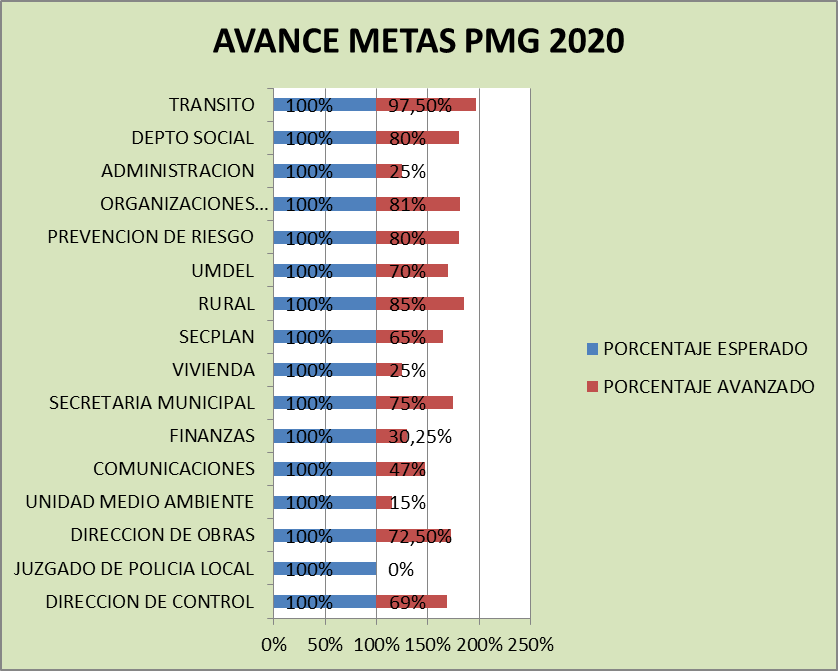 AVANCE METAS PMG 2020
TRANSITO 100% 97,50%
DEPTO SOCIAL 100% 80%
ADMINISTRACION 100% 25%
ORGANIZACIONES... 100% 81%
PREVENCION DE RIESGO 100% 80%
UMDEL 100% 70%
RURAL 100% 85%
SECPLAN 100% 65%
VIVIENDA 100% 25%
SECRETARIA MUNICIPAL 100% 75%
FINANZAS 100% 30,25%
COMUNICACIONES 100% 47%
UNIDAD MEDIO AMBIENTE 100% 15%
DIRECCION DE OBRAS 100% 72,50%
JUZGADO DE POLICIA LOCAL 100% 0%
DIRECCION DE CONTROL 100% 69%
0% 50% 100% 150% 200% 250%
PORCENTAJE ESPERADO
PORCENTAJE AVANZADO